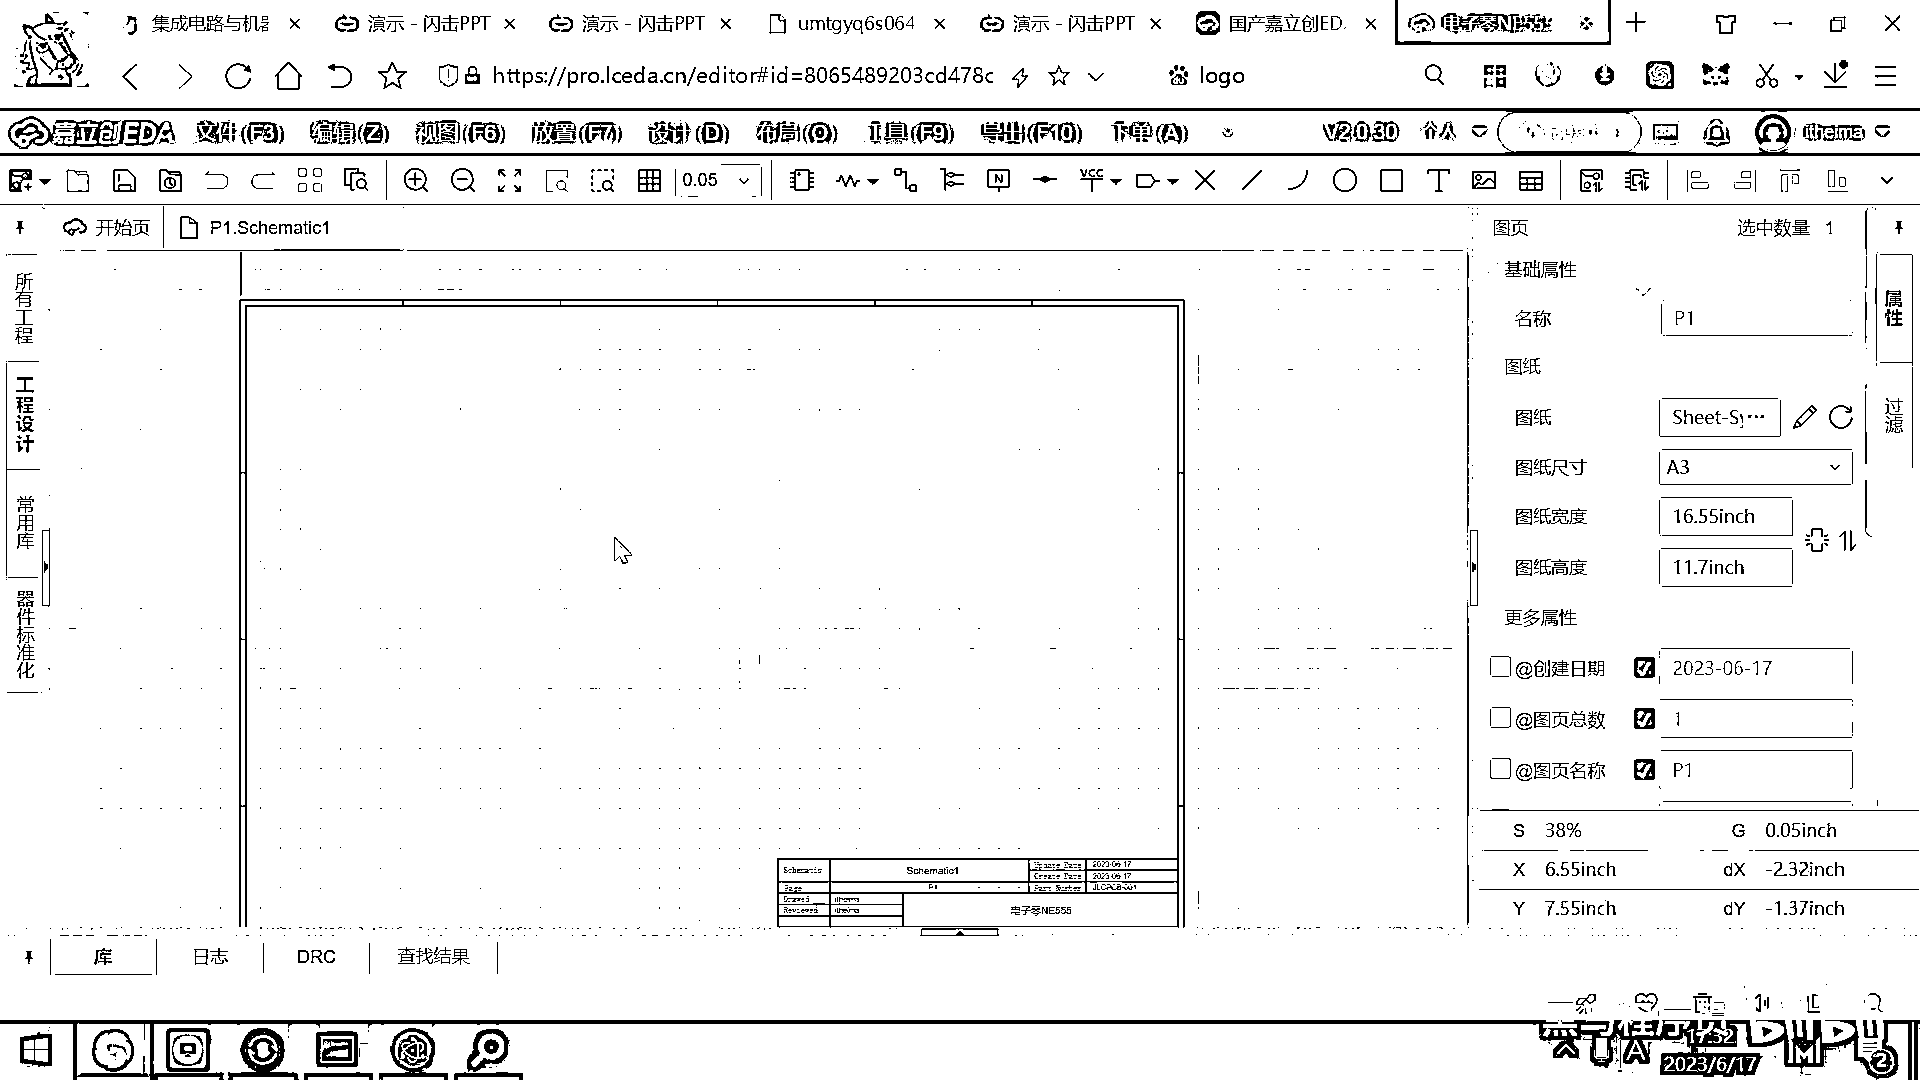 集成电路与机器
演示 - 闪击PPT
演示 - 闪击PPT
umtgyq6s064
演示 - 闪击PPT
国产嘉立创ED
电子琴NE555
https://pro.lceda.cn/editor#id=8065489203cd478c
logo
嘉立创EDA 文件(F3) 编辑(Z) 视图(F6) 放置(F7) 设计(D) 布局(O) 工具(F9) 导出(F10) 下单(A) V2.0.30 个人 itheima
0.05
VCC
N
开始页
P1.Schematic1
图页
选中数量 1
所有工程
工程设计
常用库
器件标准化
基础属性
名称 P1
图纸
图纸 Sheet-Sy...
图纸尺寸 A3
图纸宽度 16.55inch
图纸高度 11.7inch
更多属性
@创建日期 2023-06-17
@图页总数 1
@图页名称 P1
属性
过滤
S 38% G 0.05inch
X 6.55inch dX -2.32inch
Y 7.55inch dY -1.37inch
Schematic Schematic1 Update Date 2023-06-17
Create Date 2023-06-17
Page P1 Part Number
Drawed itheima
Reviewed itheima
电子琴NE555
库 日志 DRC 查找结果
17:32
2023/6/17
2